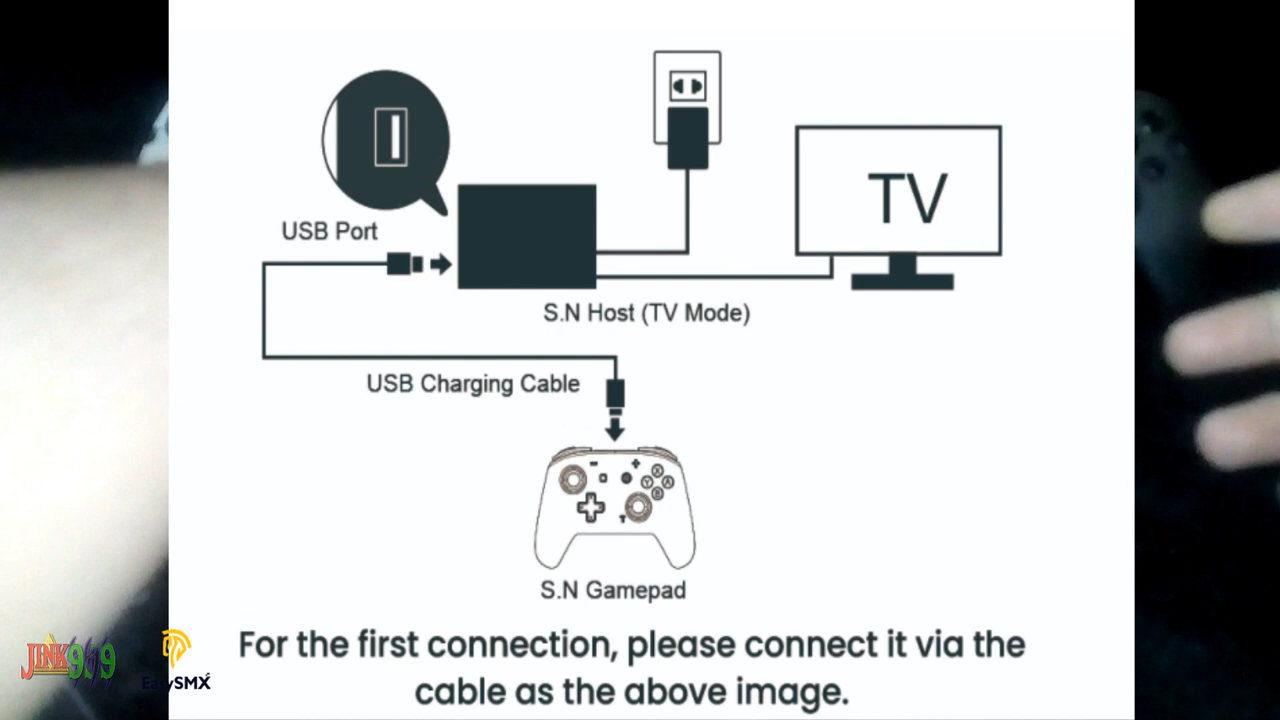 TV
USB Port
S.N Host (TV Mode)
USB Charging Cable
X
Y
A
B
T
S.N Gamepad
For the first connection, please connect it via the
cable as the above image.
JINK999
EasySMX